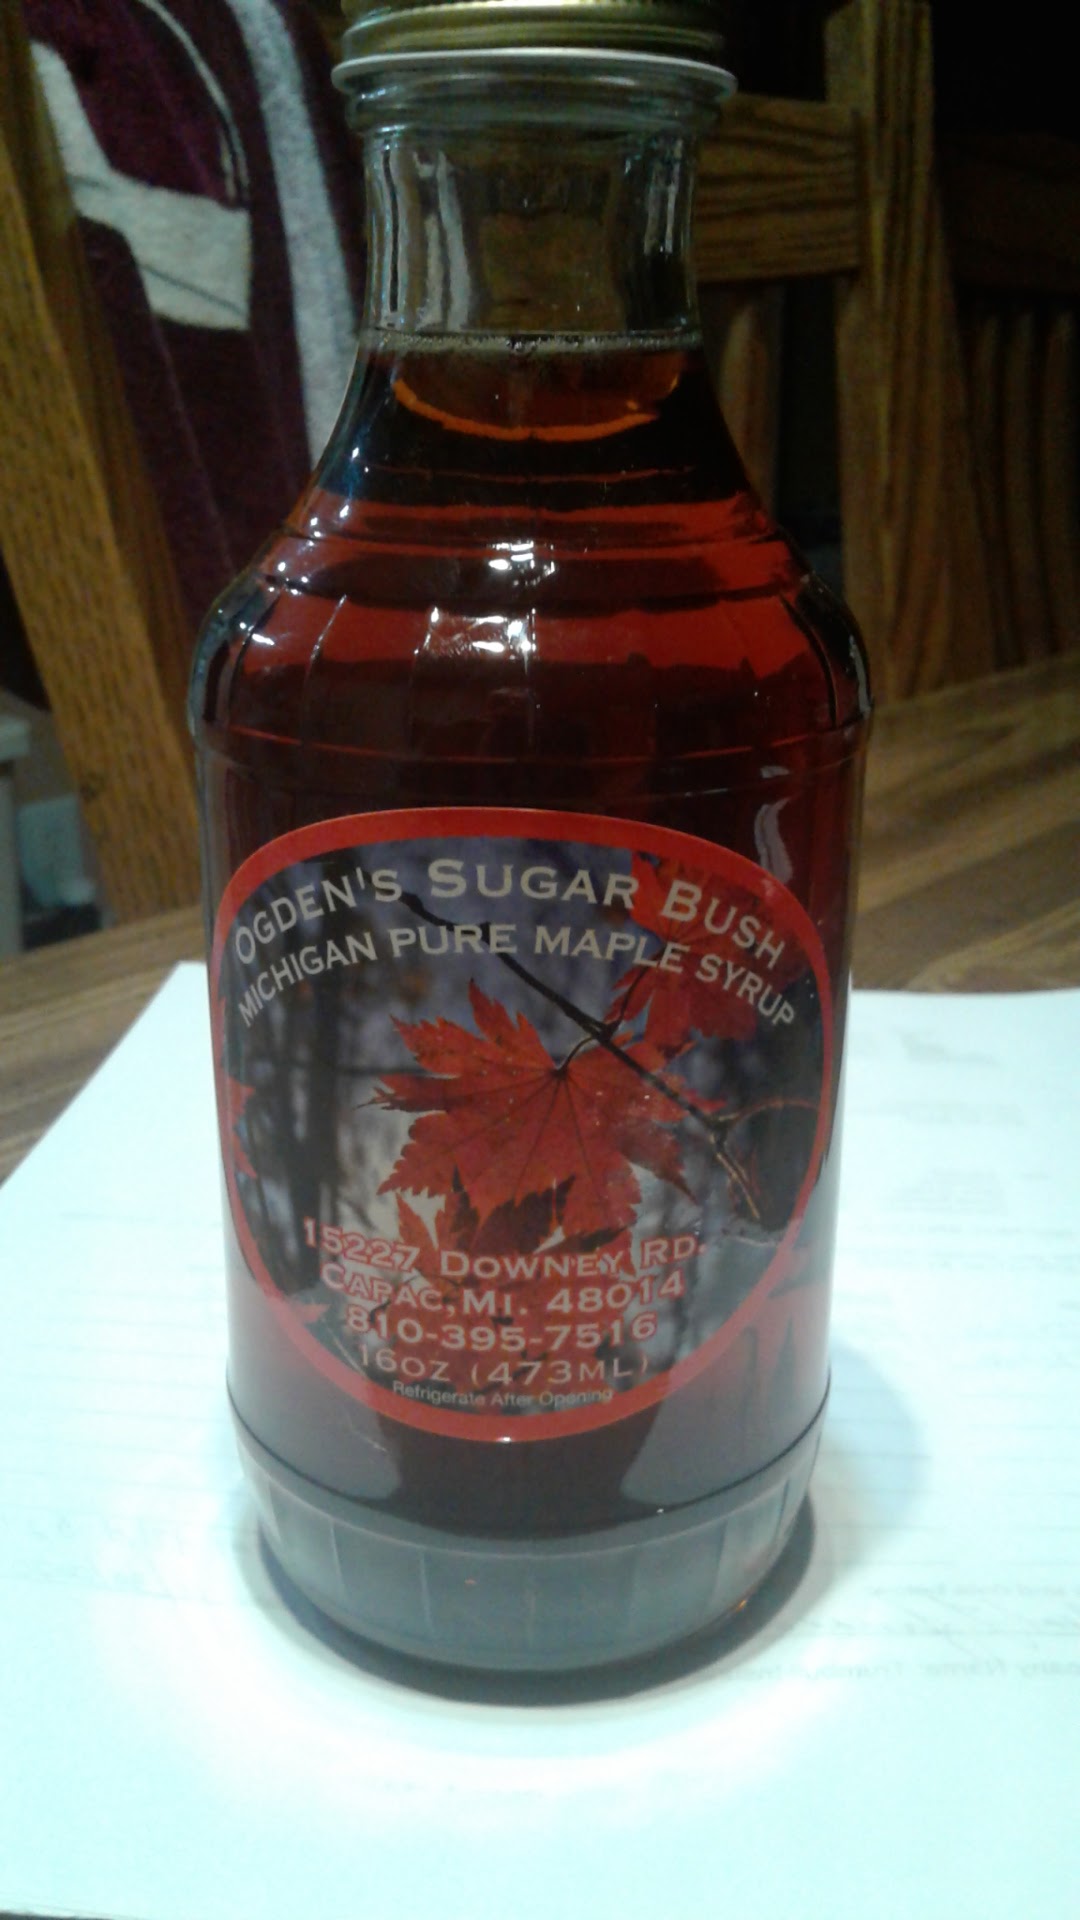 OGDEN'S SUGAR BUSH
MICHIGAN PURE MAPLE SYRUP
15227 DOWNEY RD.
CAPAC, MI. 48014
810-395-7516
16OZ (473ML)
Refrigerate After Opening